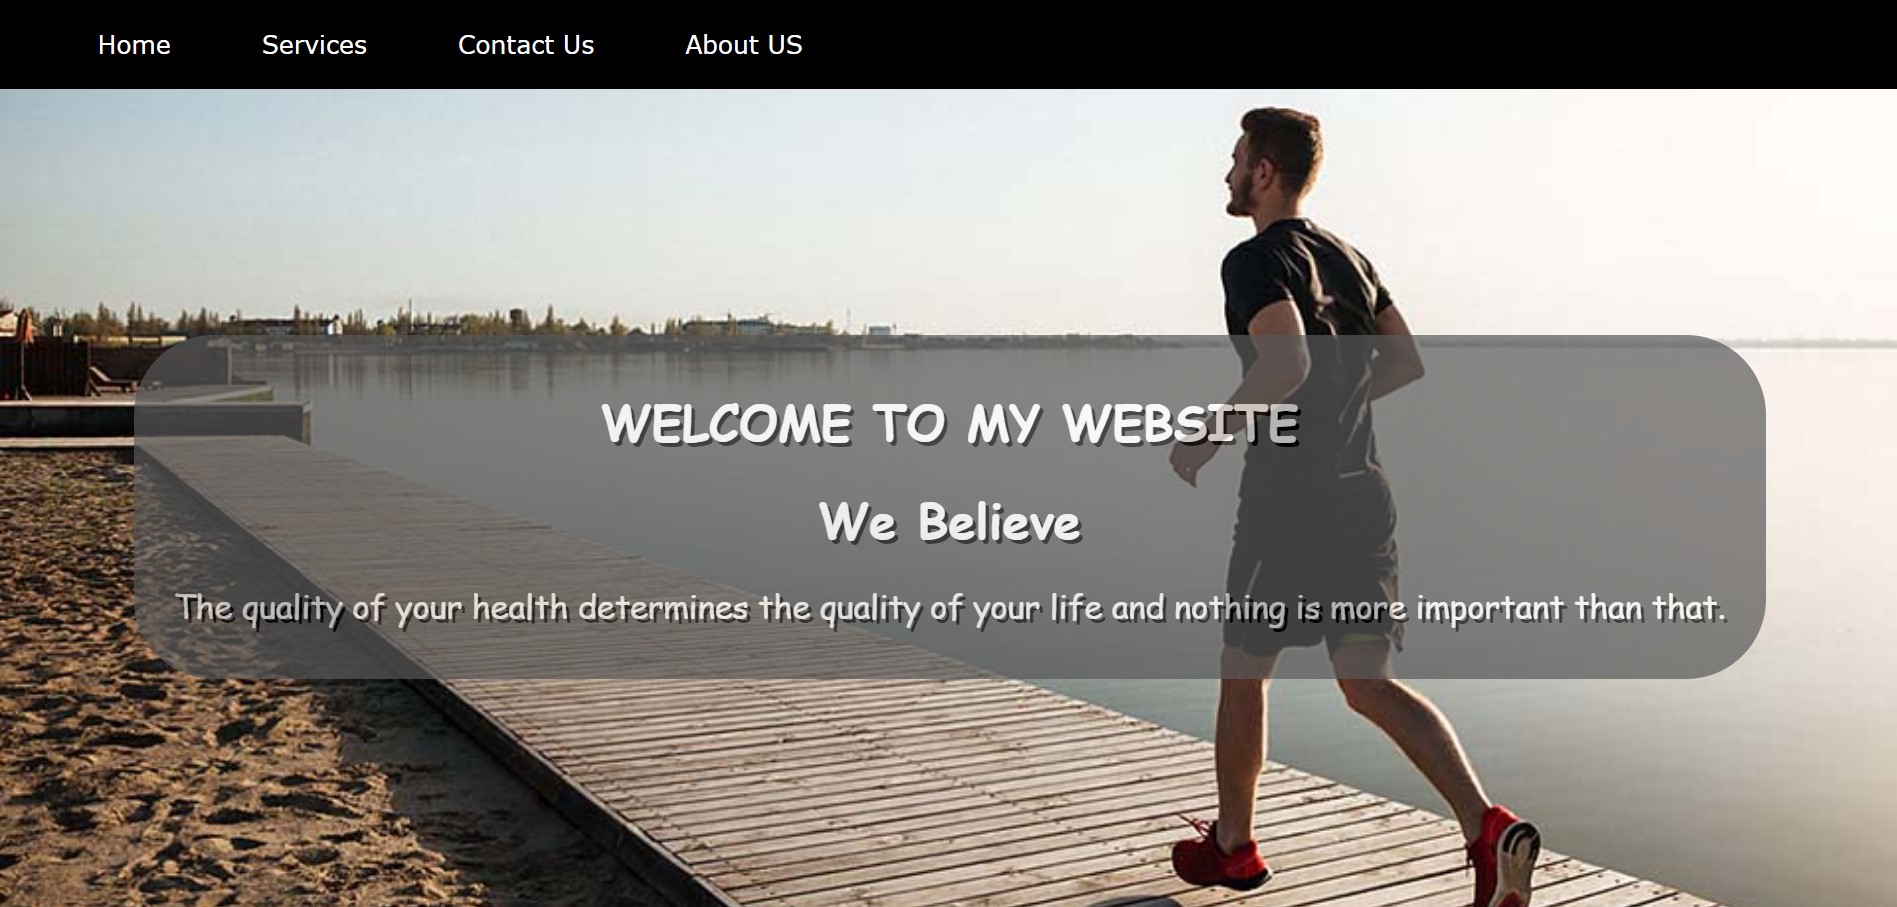 Home Services Contact Us About US
WELCOME TO MY WEBSITE
We Believe
The quality of your health determines the quality of your life and nothing is more important than that.